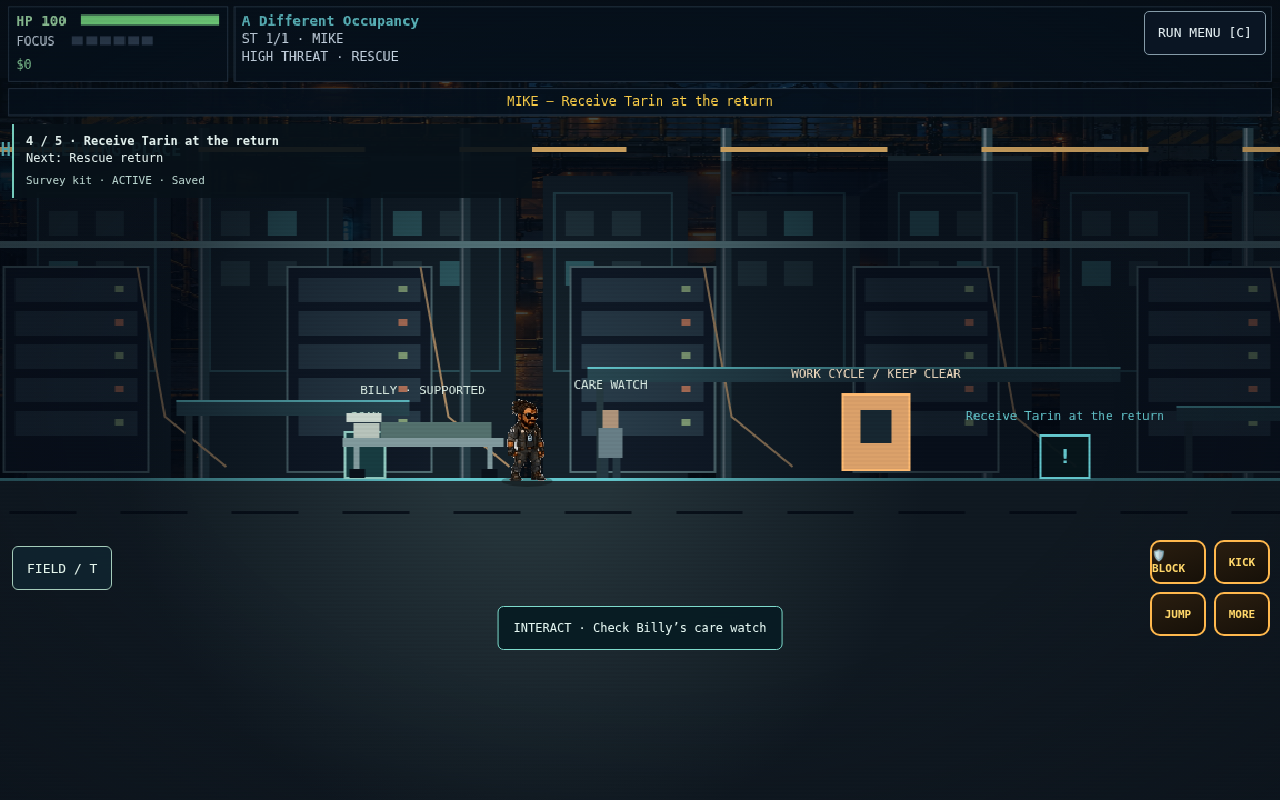 HP 100
FOCUS
$0
A Different Occupancy
ST 1/1 · MIKE
HIGH THREAT · RESCUE
RUN MENU [C]
MIKE — Receive Tarin at the return
4 / 5 · Receive Tarin at the return
Next: Rescue return
Survey kit · ACTIVE · Saved
BILLY · SUPPORTED
CARE WATCH
WORK CYCLE / KEEP CLEAR
Receive Tarin at the return
!
FIELD / T
INTERACT · Check Billy’s care watch
BLOCK
KICK
JUMP
MORE